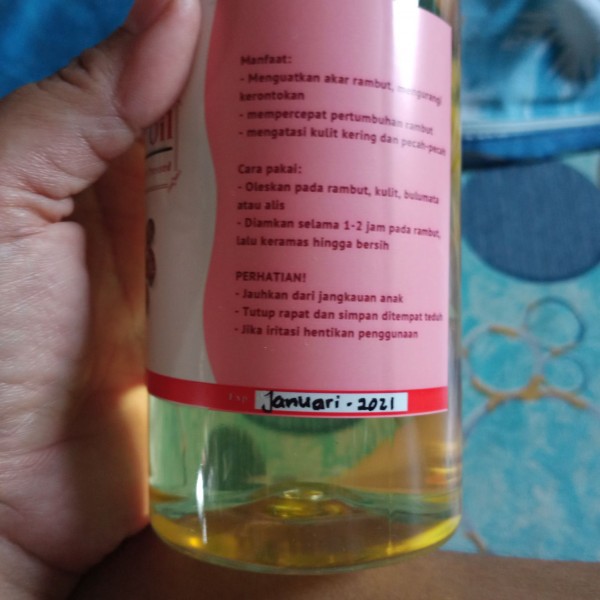 Manfaat:
- Menguatkan akar rambut, mengurangi
kerontokan
- mempercepat pertumbuhan rambut
- mengatasi kulit kering dan pecah-pecah
Cara pakai:
- Oleskan pada rambut, kulit, bulumata
atau alis
- Diamkan selama 1-2 jam pada rambut,
lalu keramas hingga bersih
PERHATIAN!
- Jauhkan dari jangkauan anak
- Tutup rapat dan simpan ditempat teduh
- Jika iritasi hentikan penggunaan
Exp. Januari - 2021